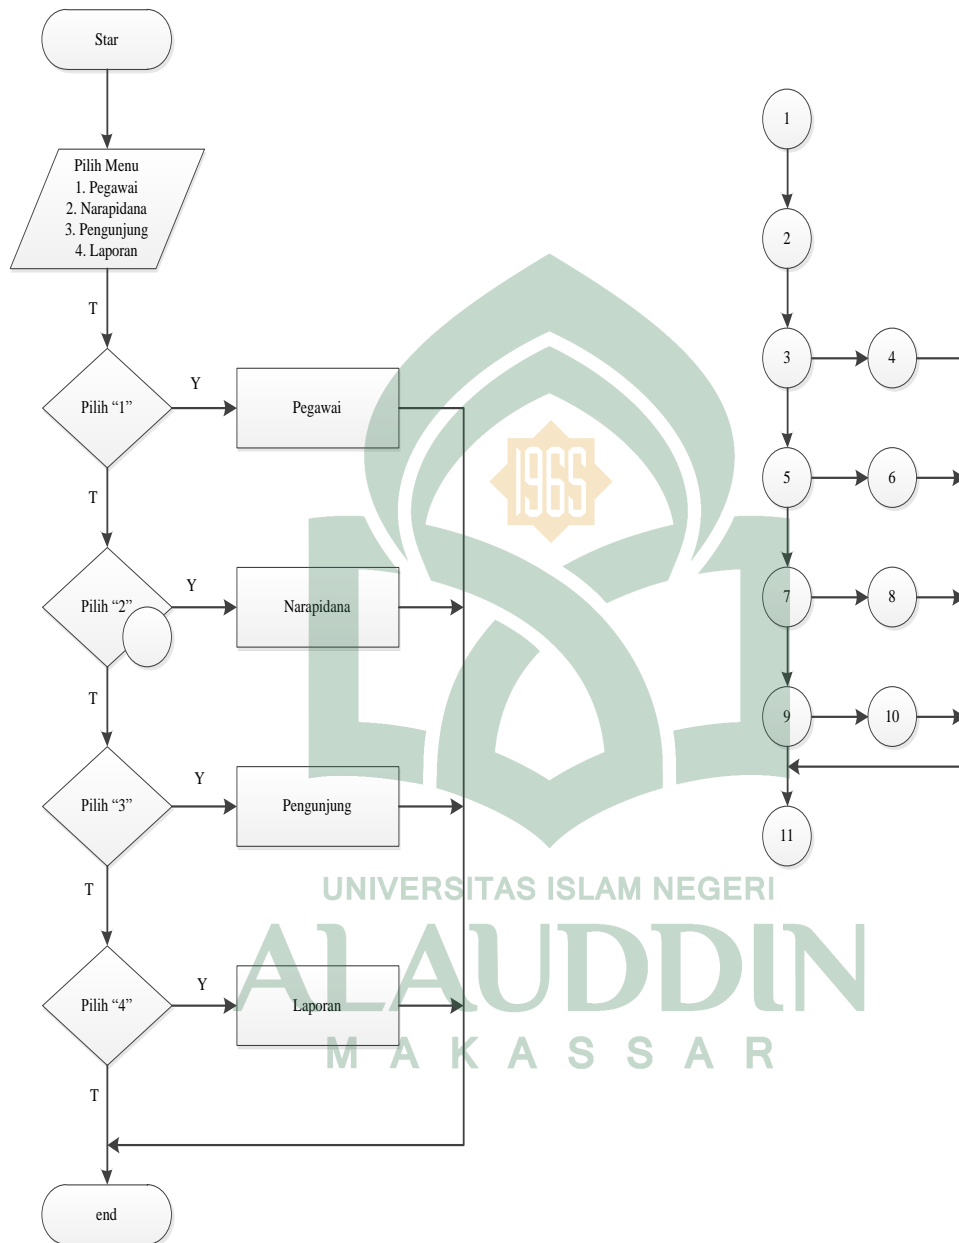 Star
Pilih Menu
1. Pegawai
2. Narapidana
3. Pengunjung
4. Laporan
T
Pilih “1”
Y
Pegawai
T
Pilih “2”
Y
Narapidana
T
Pilih “3”
Y
Pengunjung
T
Pilih “4”
Y
Laporan
T
end
1
2
3
4
5
6
7
8
9
10
11
1965
UNIVERSITAS ISLAM NEGERI
ALAUDDIN
MAKASSAR